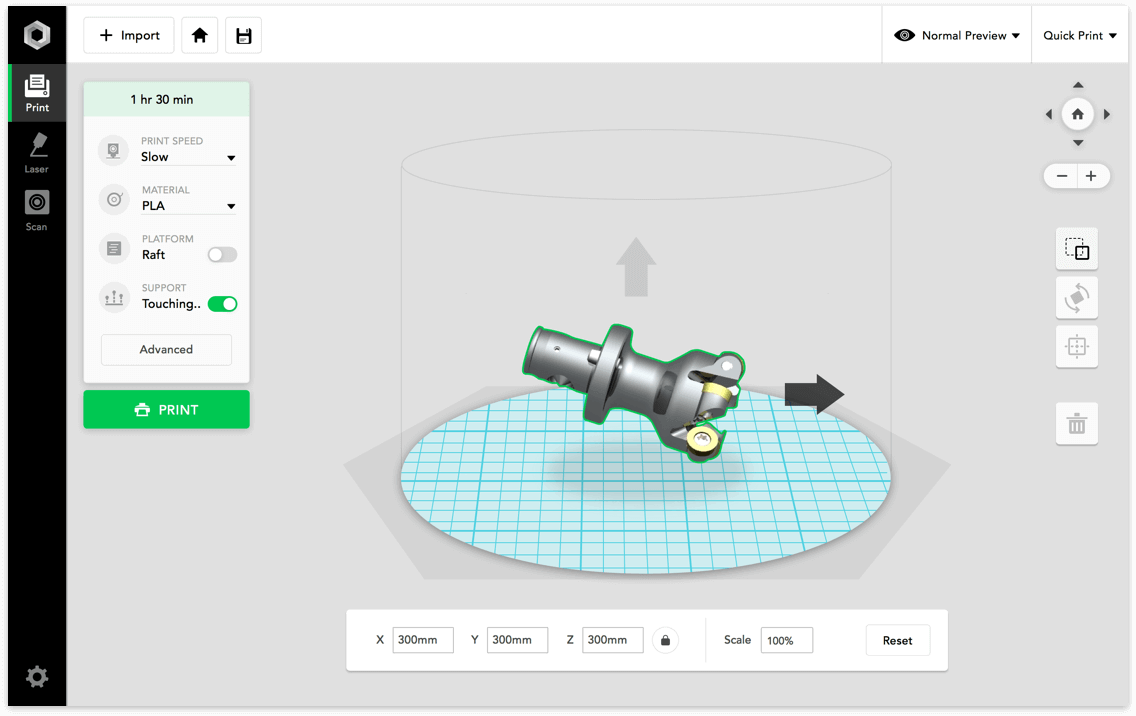 Import
Normal Preview
Quick Print
Print
Laser
Scan
1 hr 30 min
PRINT SPEED
Slow
MATERIAL
PLA
PLATFORM
Raft
SUPPORT
Touching..
Advanced
PRINT
X 300mm Y 300mm Z 300mm Scale 100% Reset